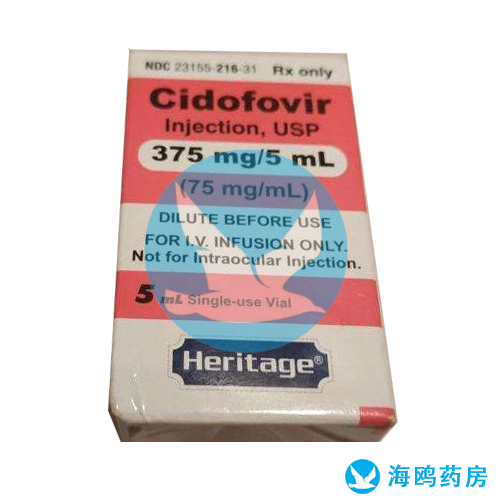 NDC 23155-216-31 Rx only
Cidofovir
Injection, USP
375 mg/5 mL
(75 mg/mL)
DILUTE BEFORE USE
FOR I.V. INFUSION ONLY.
Not for Intraocular Injection.
5 mL Single-use Vial
Heritage®
海鸥药房